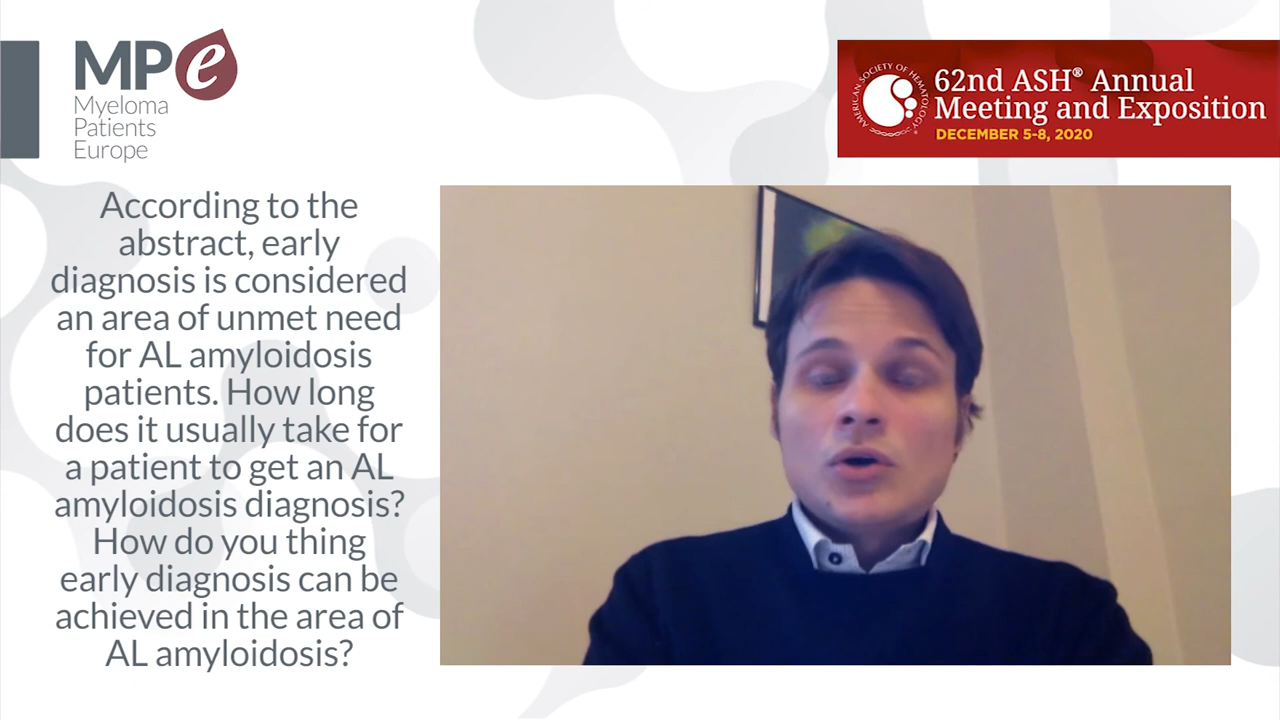 MPe
Myeloma
Patients
Europe
AMERICAN SOCIETY OF HEMATOLOGY®
62nd ASH® Annual
Meeting and Exposition
DECEMBER 5-8, 2020
According to the
abstract, early
diagnosis is considered
an area of unmet need
for AL amyloidosis
patients. How long
does it usually take for
a patient to get an AL
amyloidosis diagnosis?
How do you thing
early diagnosis can be
achieved in the area of
AL amyloidosis?